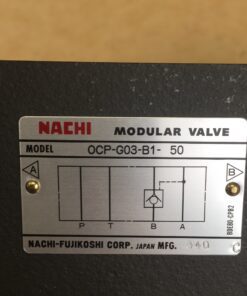 NACHI MODULAR VALVE
MODEL OCP-G03-B1- 50
A B
P T B A
NACHI-FUJIKOSHI CORP. JAPAN MFG.